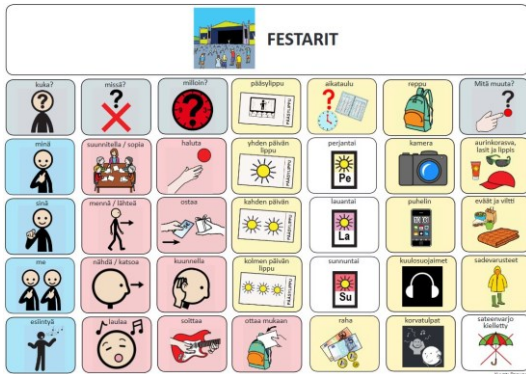 FESTARIT
kuka?
missä?
milloin?
pääsylippu
aikataulu
reppu
Mitä muuta?
minä
suunnitella / sopia
haluta
yhden päivän
lippu
perjantai
kamera
aurinkorasva,
lasit ja lippis
Pe
sinä
mennä / lähteä
ostaa
kahden päivän
lippu
lauantai
puhelin
eväät ja viltti
La
me
nähdä / katsoa
kuunnella
kolmen päivän
lippu
sunnuntai
kuulosuojaimet
sadevarusteet
Su
esiintyä
laulaa
soittaa
ottaa mukaan
raha
korvatulpat
sateenvarjo
kielletty